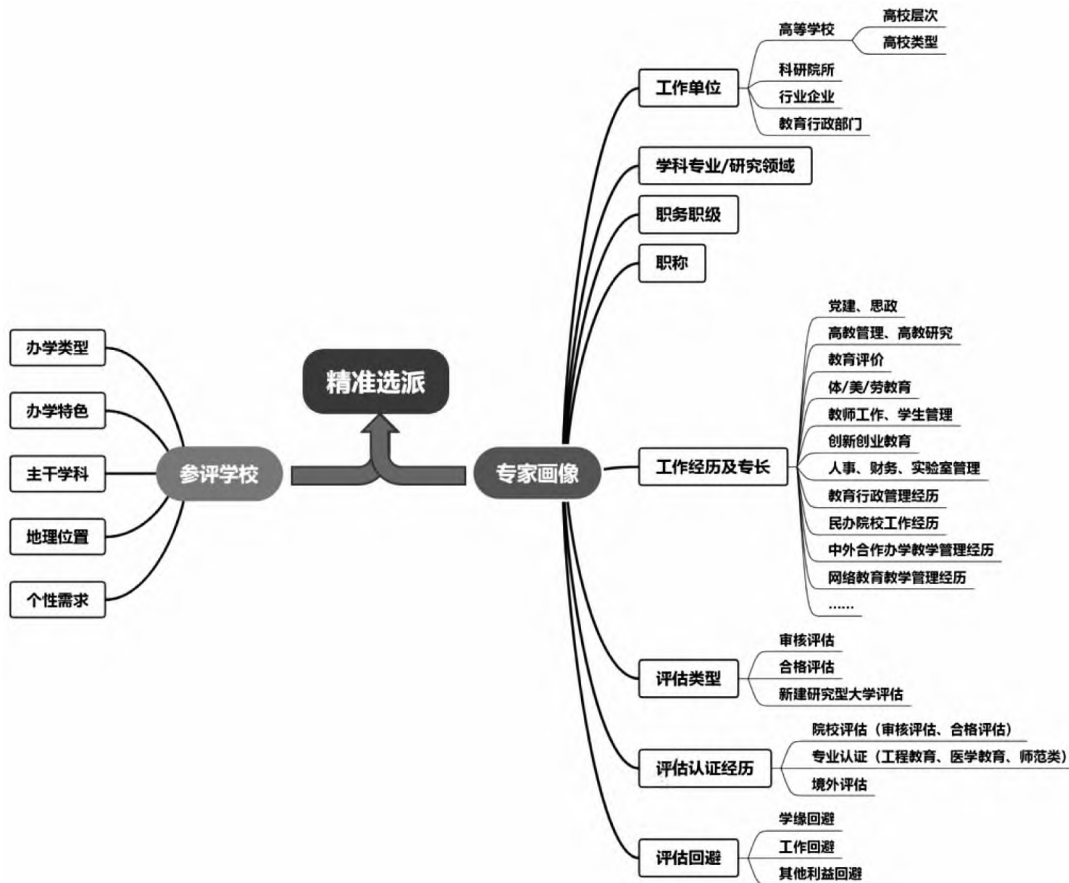 精准选派
参评学校
办学类型
办学特色
主干学科
地理位置
个性需求
专家画像
工作单位
高等学校
高校层次
高校类型
科研院所
行业企业
教育行政部门
学科专业/研究领域
职务职级
职称
工作经历及专长
党建、思政
高教管理、高教研究
教育评价
体/美/劳教育
教师工作、学生管理
创新创业教育
人事、财务、实验室管理
教育行政管理经历
民办院校工作经历
中外合作办学教学管理经历
网络教育教学管理经历
……
评估类型
审核评估
合格评估
新建研究型大学评估
评估认证经历
院校评估（审核评估、合格评估）
专业认证（工程教育、医学教育、师范类）
境外评估
评估回避
学缘回避
工作回避
其他利益回避